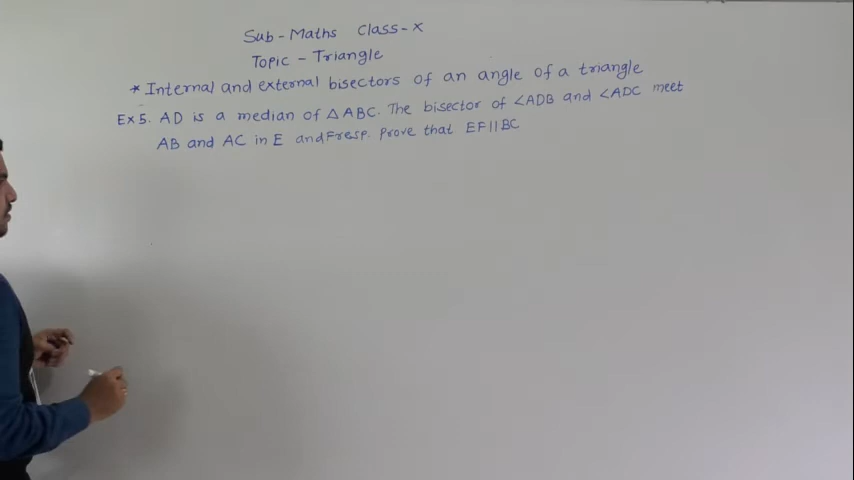 Sub - Maths Class - X
Topic - Triangle
* Internal and external bisectors of an angle of a triangle
Ex 5. AD is a median of △ ABC. The bisector of ∠ADB and ∠ADC meet
AB and AC in E and F resp. Prove that EF || BC